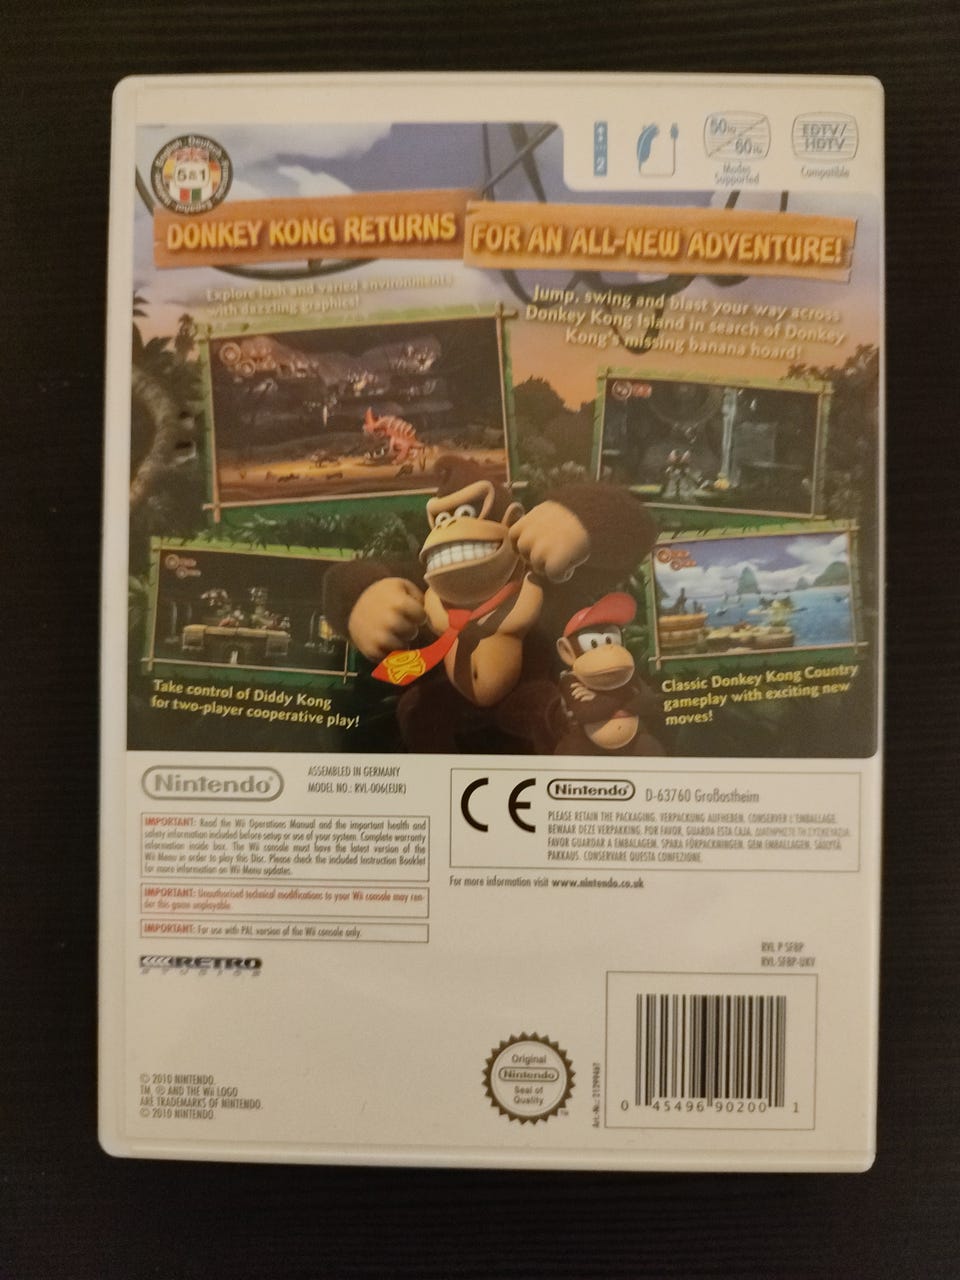 5 in 1
2
50Hz
60Hz
Modes
Supported
EDTV/
HDTV
Compatible
DONKEY KONG RETURNS FOR AN ALL-NEW ADVENTURE!
Explore lush and varied environments
with dazzling graphics!
Jump, swing and blast your way across
Donkey Kong Island in search of Donkey
Kong's missing banana hoard!
DK
Take control of Diddy Kong
for two-player cooperative play!
Classic Donkey Kong Country
gameplay with exciting new
moves!
Nintendo
ASSEMBLED IN GERMANY
MODEL NO.: RVL-006(EUR)
IMPORTANT: Read the Wii Operations Manual and the important health and
safety information included before setup or use of your system. Complete warranty
information inside box. The Wii console must have the latest version of the
Wii Menu in order to play this Disc. Please check the included Instruction Booklet
for more information on Wii Menu updates.
IMPORTANT: Unauthorised technical modifications to your Wii console may ren-
der this game unplayable.
IMPORTANT: For use with PAL version of the Wii console only.
RETRO
STUDIOS
CE Nintendo D-63760 Großostheim
PLEASE RETAIN THE PACKAGING. VERPACKUNG AUFHEBEN. CONSERVER L'EMBALLAGE.
BEWAAR DEZE VERPAKKING. POR FAVOR, GUARDA ESTA CAJA. ΔΙΑΤΗΡΗΣΤΕ ΤΗ ΣΥΣΚΕΥΑΣΙΑ.
FAVOR GUARDAR A EMBALAGEM. SPARA FÖRPACKNINGEN. GEM EMBALLAGEN. SÄILYTÄ
PAKKAUS. CONSERVARE QUESTA CONFEZIONE.
For more information visit www.nintendo.co.uk
RVL P SF8P
RVL-SF8P-UKV
© 2010 NINTENDO.
TM, ® AND THE Wii LOGO
ARE TRADEMARKS OF NINTENDO.
© 2010 NINTENDO.
Original
Nintendo
Seal of
Quality
TM
0 45496 90200 1